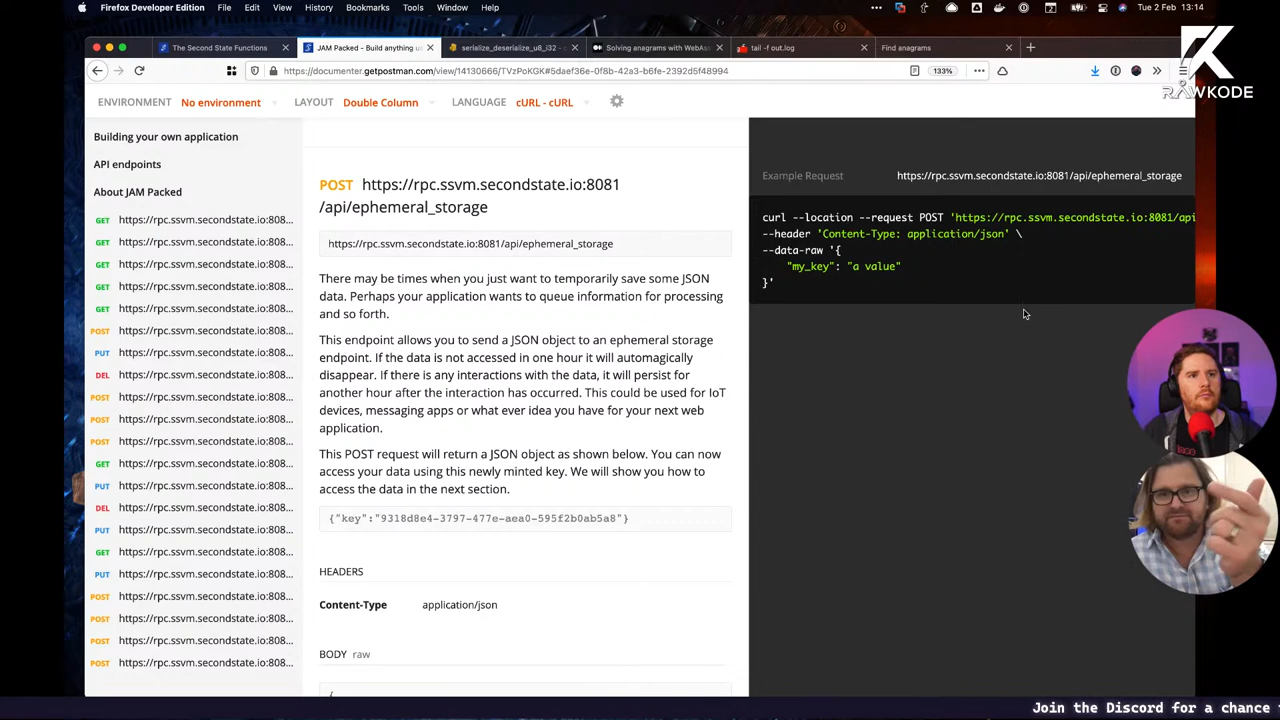 Firefox Developer Edition File Edit View History Bookmarks Tools Window Help
Tue 2 Feb 13:14
The Second State Functions
JAM Packed - Build anything us
serialize_deserialize_u8_i32 - c
Solving anagrams with WebAss
tail -f out.log
Find anagrams
https://documenter.getpostman.com/view/14130666/TVzPoKGK#5daef36e-0f8b-42a3-b6fe-2392d5f48994
133%
RAWKODE
ENVIRONMENT No environment LAYOUT Double Column LANGUAGE cURL - cURL
Building your own application
API endpoints
About JAM Packed
GET https://rpc.ssvm.secondstate.io:808...
GET https://rpc.ssvm.secondstate.io:808...
GET https://rpc.ssvm.secondstate.io:808...
GET https://rpc.ssvm.secondstate.io:808...
GET https://rpc.ssvm.secondstate.io:808...
POST https://rpc.ssvm.secondstate.io:808...
PUT https://rpc.ssvm.secondstate.io:808...
DEL https://rpc.ssvm.secondstate.io:808...
POST https://rpc.ssvm.secondstate.io:808...
POST https://rpc.ssvm.secondstate.io:808...
POST https://rpc.ssvm.secondstate.io:808...
GET https://rpc.ssvm.secondstate.io:808...
PUT https://rpc.ssvm.secondstate.io:808...
DEL https://rpc.ssvm.secondstate.io:808...
PUT https://rpc.ssvm.secondstate.io:808...
GET https://rpc.ssvm.secondstate.io:808...
PUT https://rpc.ssvm.secondstate.io:808...
POST https://rpc.ssvm.secondstate.io:808...
POST https://rpc.ssvm.secondstate.io:808...
POST https://rpc.ssvm.secondstate.io:808...
POST https://rpc.ssvm.secondstate.io:808...
POST https://rpc.ssvm.secondstate.io:8081
/api/ephemeral_storage
https://rpc.ssvm.secondstate.io:8081/api/ephemeral_storage
There may be times when you just want to temporarily save some JSON
data. Perhaps your application wants to queue information for processing
and so forth.
This endpoint allows you to send a JSON object to an ephemeral storage
endpoint. If the data is not accessed in one hour it will automagically
disappear. If there is any interactions with the data, it will persist for
another hour after the interaction has occurred. This could be used for IoT
devices, messaging apps or what ever idea you have for your next web
application.
This POST request will return a JSON object as shown below. You can now
access your data using this newly minted key. We will show you how to
access the data in the next section.
{"key":"9318d8e4-3797-477e-aea0-595f2b0ab5a8"}
HEADERS
Content-Type application/json
BODY raw
{
Example Request https://rpc.ssvm.secondstate.io:8081/api/ephemeral_storage
curl --location --request POST 'https://rpc.ssvm.secondstate.io:8081/api
--header 'Content-Type: application/json' \
--data-raw '{
"my_key": "a value"
}'
Join the Discord for a chance